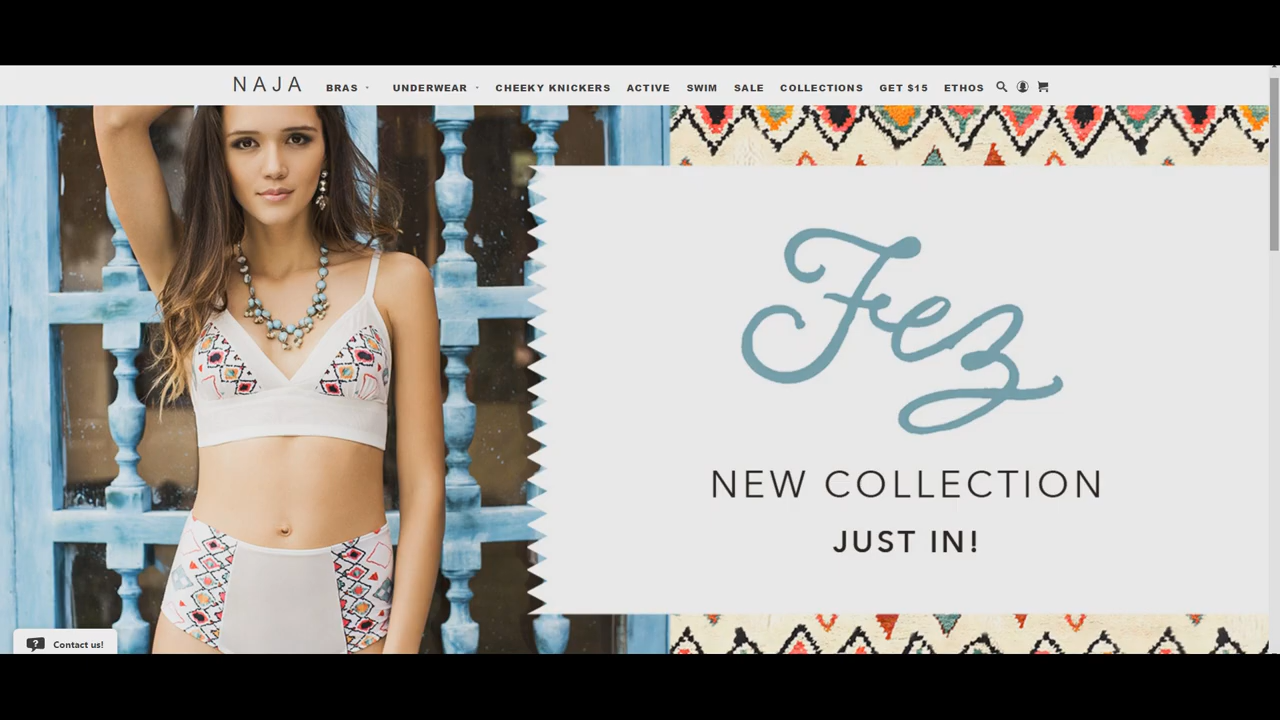 NAJA BRAS UNDERWEAR CHEEKY KNICKERS ACTIVE SWIM SALE COLLECTIONS GET $15 ETHOS
Fez
NEW COLLECTION
JUST IN!
? Contact us!